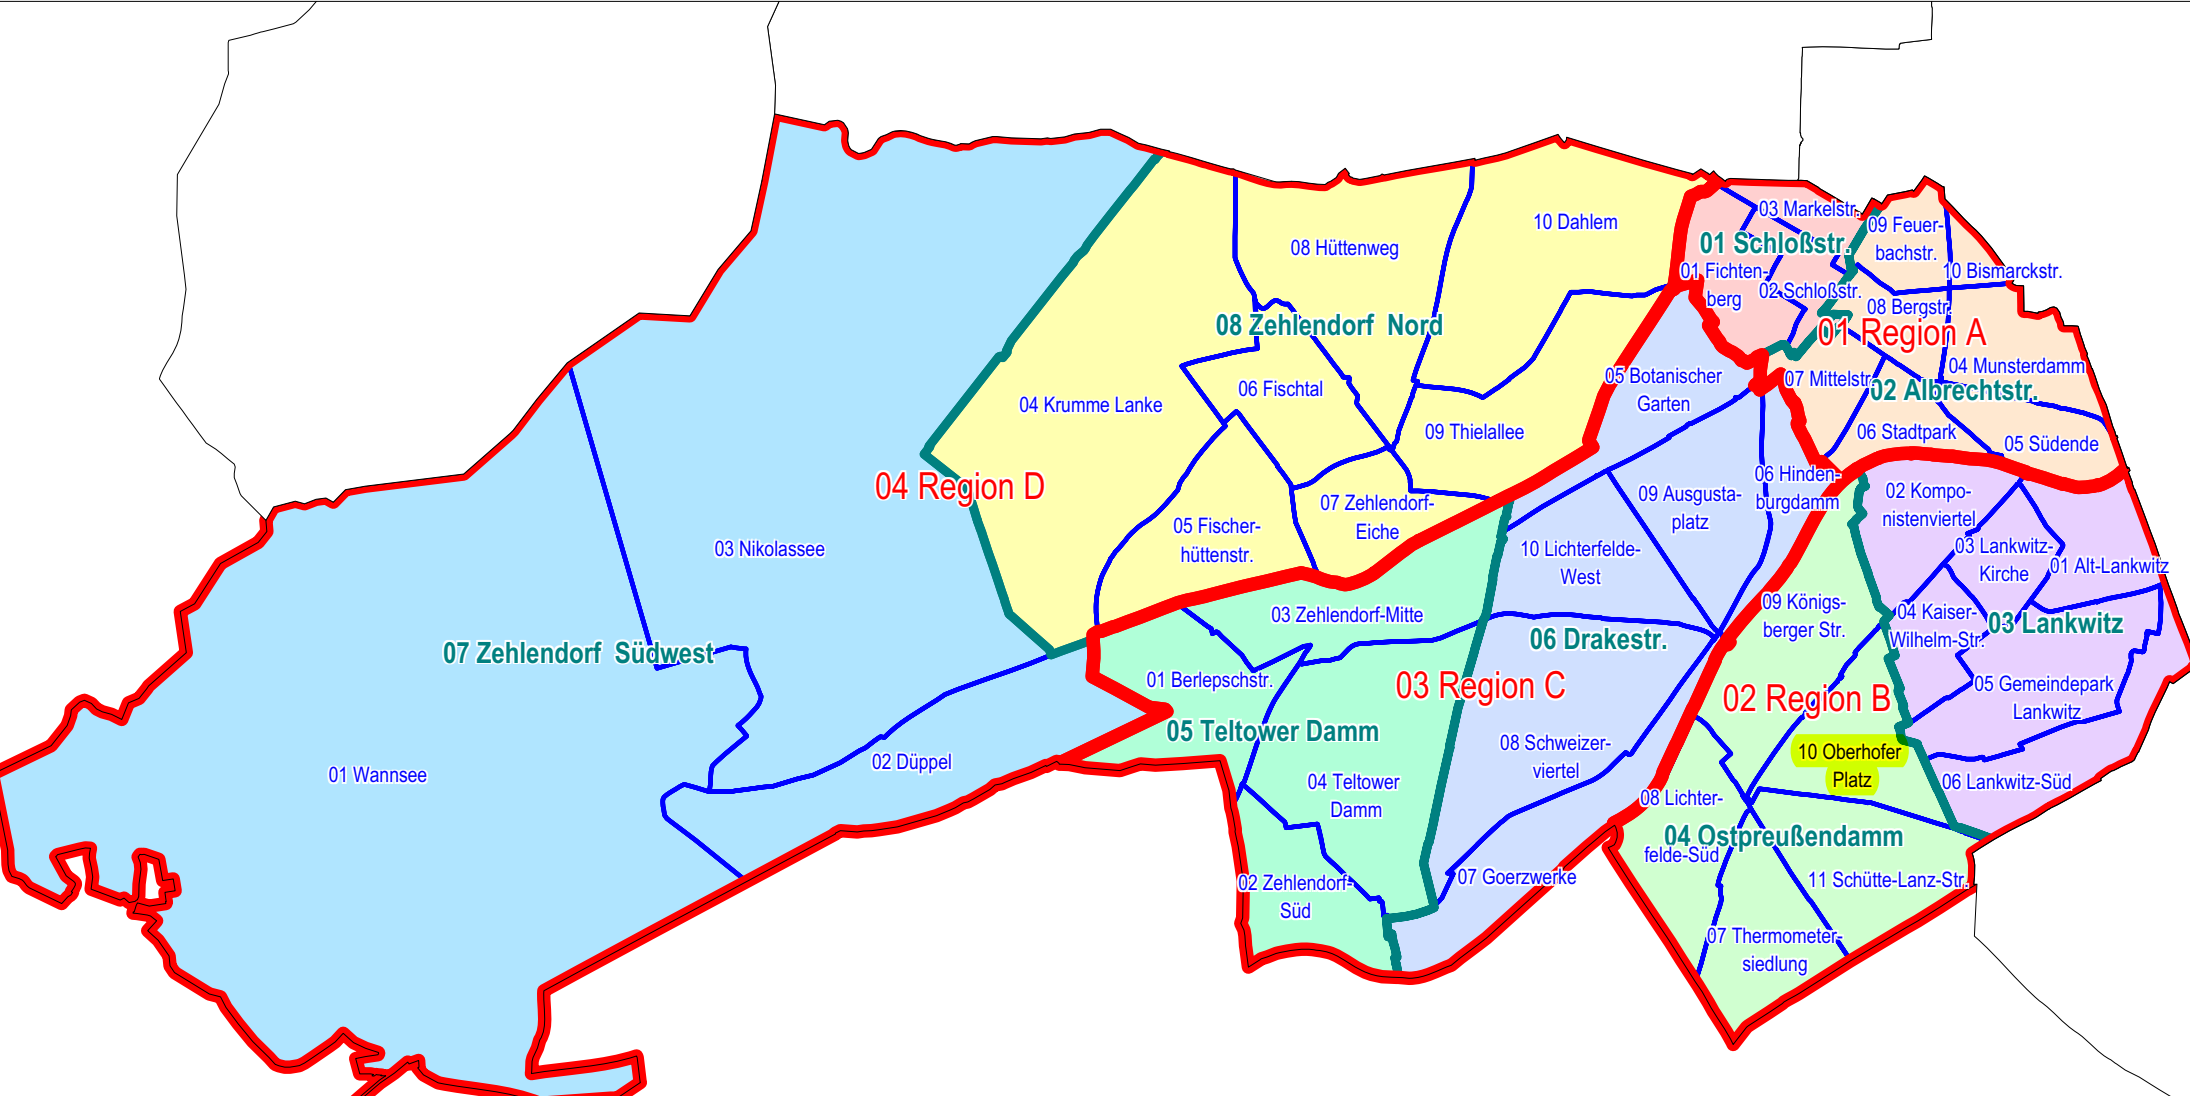 03 Markelstr.
10 Dahlem
09 Feuer-
bachstr.
01 Schloßstr.
08 Hüttenweg
01 Fichten-
berg
10 Bismarckstr.
02 Schloßstr.
08 Bergstr.
08 Zehlendorf Nord
01 Region A
04 Munsterdamm
05 Botanischer
Garten
07 Mittelstr.
02 Albrechtstr.
06 Fischtal
04 Krumme Lanke
09 Thielallee
06 Stadtpark
05 Südende
04 Region D
06 Hinden-
burgdamm
02 Kompo-
nistenviertel
09 Ausgusta-
platz
07 Zehlendorf-
Eiche
05 Fischer-
hüttenstr.
03 Nikolassee
10 Lichterfelde-
West
03 Lankwitz-
Kirche
01 Alt-Lankwitz
09 Königs-
berger Str.
04 Kaiser-
Wilhelm-Str.
03 Lankwitz
03 Zehlendorf-Mitte
06 Drakestr.
07 Zehlendorf Südwest
01 Berlepschstr.
03 Region C
02 Region B
05 Gemeindepark
Lankwitz
05 Teltower Damm
08 Schweizer-
viertel
10 Oberhofer
Platz
02 Düppel
01 Wannsee
04 Teltower
Damm
06 Lankwitz-Süd
08 Lichter-
felde-Süd
04 Ostpreußendamm
07 Goerzwerke
02 Zehlendorf-
Süd
11 Schütte-Lanz-Str.
07 Thermometer-
siedlung